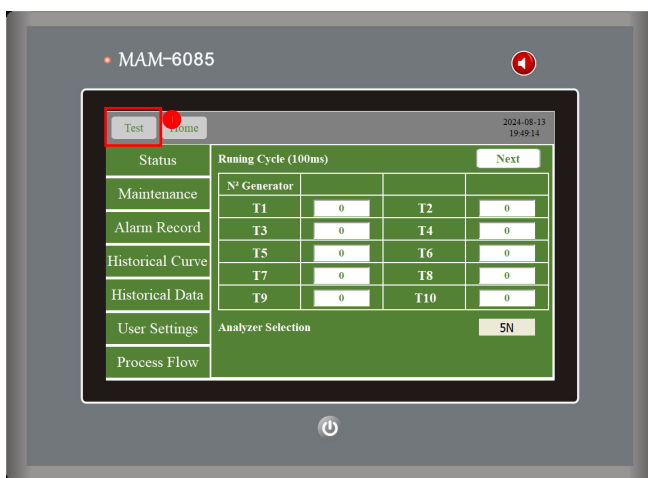 MAM-6085
Test
Home
2024-08-13
19:49:14
1
Status
Maintenance
Alarm Record
Historical Curve
Historical Data
User Settings
Process Flow
Runing Cycle (100ms)
Next
N² Generator
T1 0 T2 0
T3 0 T4 0
T5 0 T6 0
T7 0 T8 0
T9 0 T10 0
Analyzer Selection
5N